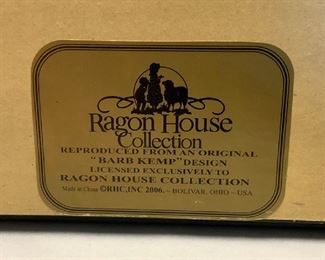 Ragon House
Collection
REPRODUCED FROM AN ORIGINAL
"BARB KEMP" DESIGN
LICENSED EXCLUSIVELY TO
RAGON HOUSE COLLECTION
Made in China ©RHC, INC 2006. ~ BOLIVAR, OHIO ~ USA